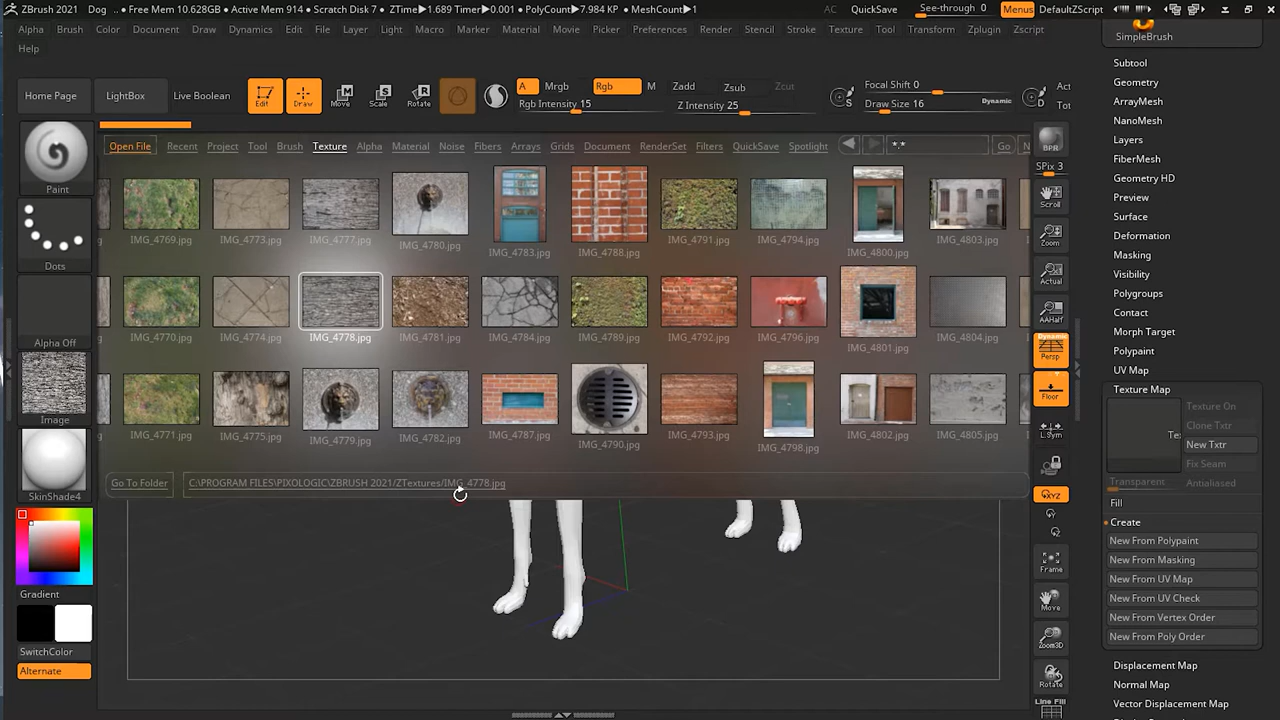 ZBrush 2021 Dog .. • Free Mem 10.628GB • Active Mem 914 • Scratch Disk 7 • ZTime▶1.689 Timer▶0.001 • PolyCount▶7.984 KP • MeshCount▶1 AC QuickSave See-through 0 Menus DefaultZScript
Alpha Brush Color Document Draw Dynamics Edit File Layer Light Macro Marker Material Movie Picker Preferences Render Stencil Stroke Texture Tool Transform Zplugin Zscript
Help
SimpleBrush
Home Page LightBox Live Boolean Edit Draw Move Scale Rotate A Mrgb Rgb M Zadd Zsub Zcut Focal Shift 0
Rgb Intensity 15 Z Intensity 25 S Draw Size 16 Dynamic D
Open File Recent Project Tool Brush Texture Alpha Material Noise Fibers Arrays Grids Document RenderSet Filters QuickSave Spotlight *.* Go N
IMG_4769.jpg IMG_4773.jpg IMG_4777.jpg IMG_4780.jpg IMG_4783.jpg IMG_4788.jpg IMG_4791.jpg IMG_4794.jpg IMG_4800.jpg IMG_4803.jpg
IMG_4770.jpg IMG_4774.jpg IMG_4778.jpg IMG_4781.jpg IMG_4784.jpg IMG_4789.jpg IMG_4792.jpg IMG_4796.jpg IMG_4801.jpg IMG_4804.jpg
IMG_4771.jpg IMG_4775.jpg IMG_4779.jpg IMG_4782.jpg IMG_4787.jpg IMG_4790.jpg IMG_4793.jpg IMG_4798.jpg IMG_4802.jpg IMG_4805.jpg
Go To Folder C:\PROGRAM FILES\PIXOLOGIC\ZBRUSH 2021/ZTextures/IMG_4778.jpg
Paint
Dots
Alpha Off
Image
SkinShade4
Gradient
SwitchColor
Alternate
BPR
SPix 3
Scroll
Zoom
Actual
AAHalf
Dynamic
Persp
Floor
L.Sym
XYZ
Y
Z
Frame
Move
Zoom3D
Rotate
Line Fill
Subtool
Geometry
ArrayMesh
NanoMesh
Layers
FiberMesh
Geometry HD
Preview
Surface
Deformation
Masking
Visibility
Polygroups
Contact
Morph Target
Polypaint
UV Map
Texture Map
Texture On
Clone Txtr
New Txtr
Fix Seam
Transparent Antialiased
Fill
Create
New From Polypaint
New From Masking
New From UV Map
New From UV Check
New From Vertex Order
New From Poly Order
Displacement Map
Normal Map
Vector Displacement Map